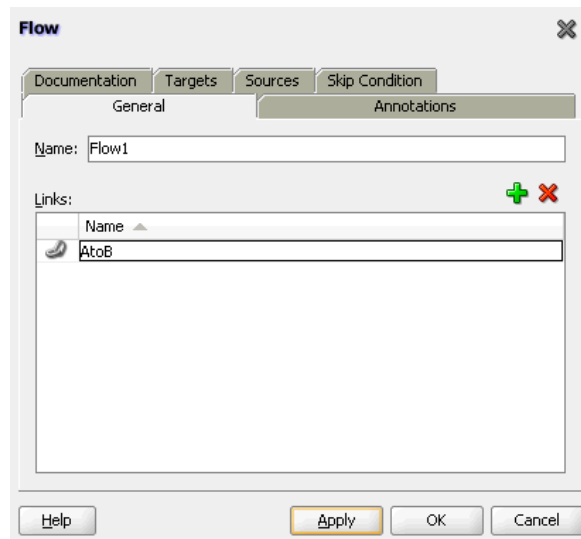 Flow
Documentation Targets Sources Skip Condition
General Annotations
Name: Flow1
Links:
Name
AtoB
Help Apply OK Cancel